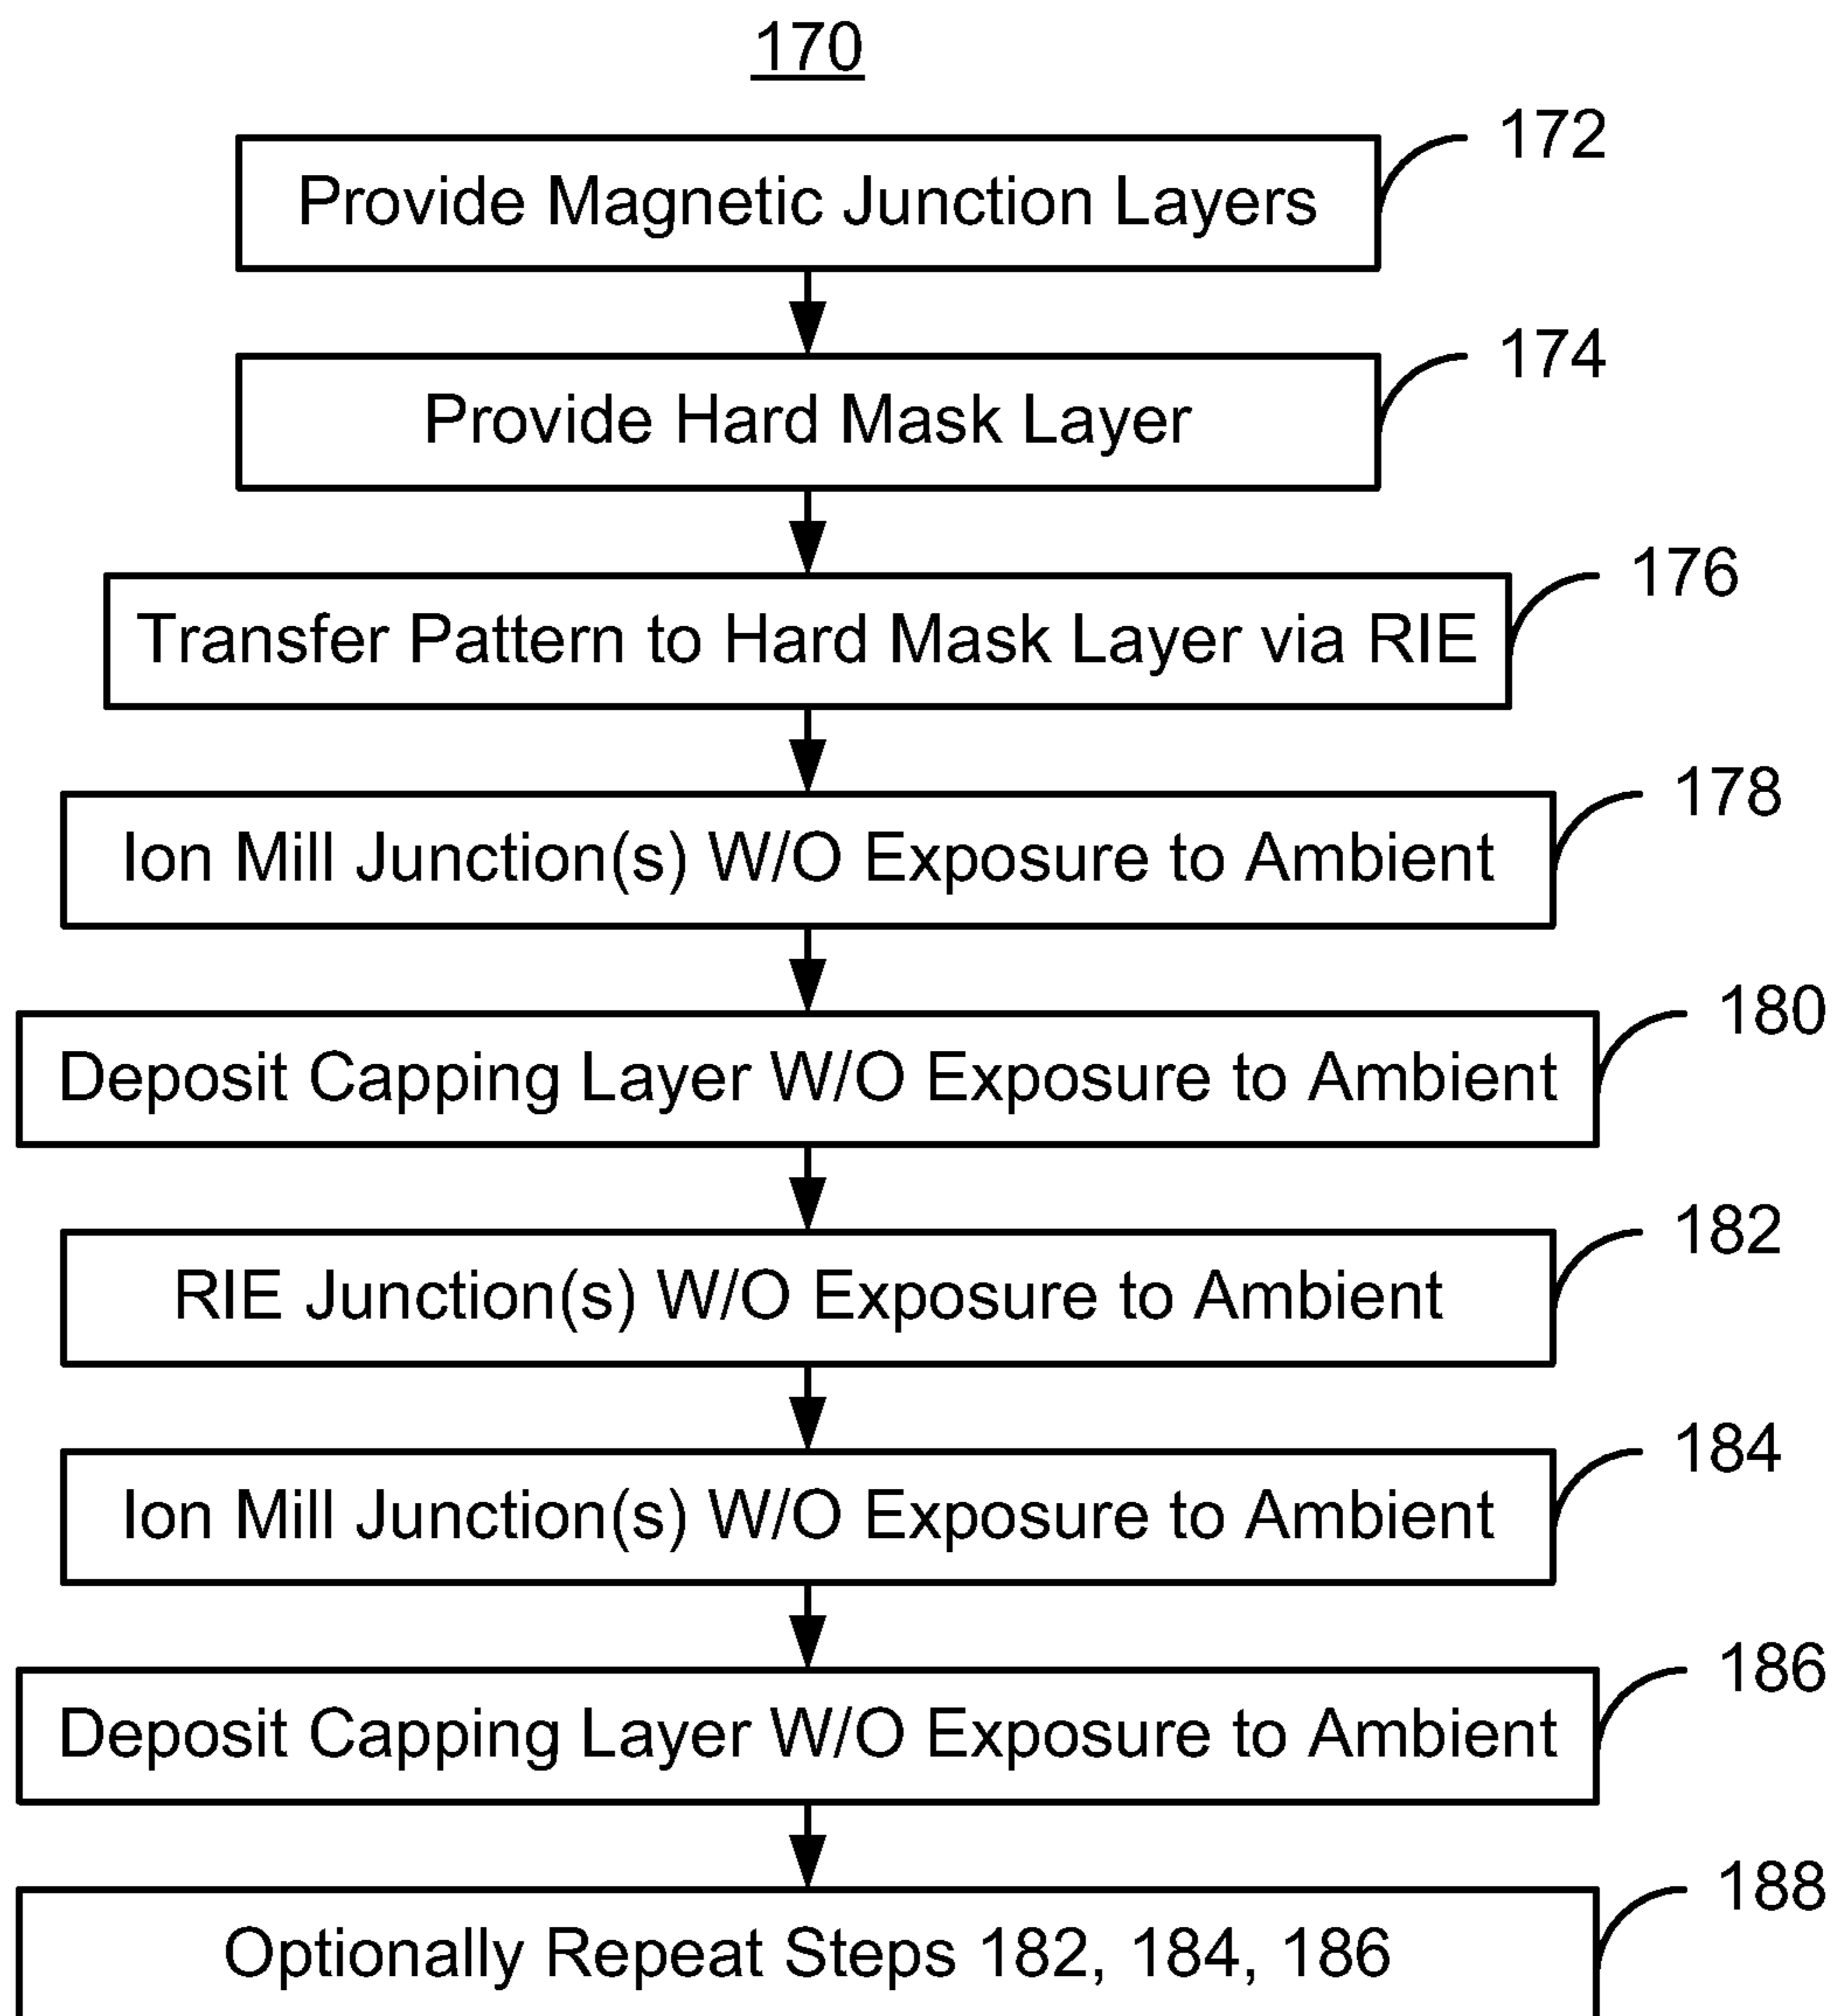 170
172
Provide Magnetic Junction Layers
174
Provide Hard Mask Layer
176
Transfer Pattern to Hard Mask Layer via RIE
178
Ion Mill Junction(s) W/O Exposure to Ambient
180
Deposit Capping Layer W/O Exposure to Ambient
182
RIE Junction(s) W/O Exposure to Ambient
184
Ion Mill Junction(s) W/O Exposure to Ambient
186
Deposit Capping Layer W/O Exposure to Ambient
188
Optionally Repeat Steps 182, 184, 186